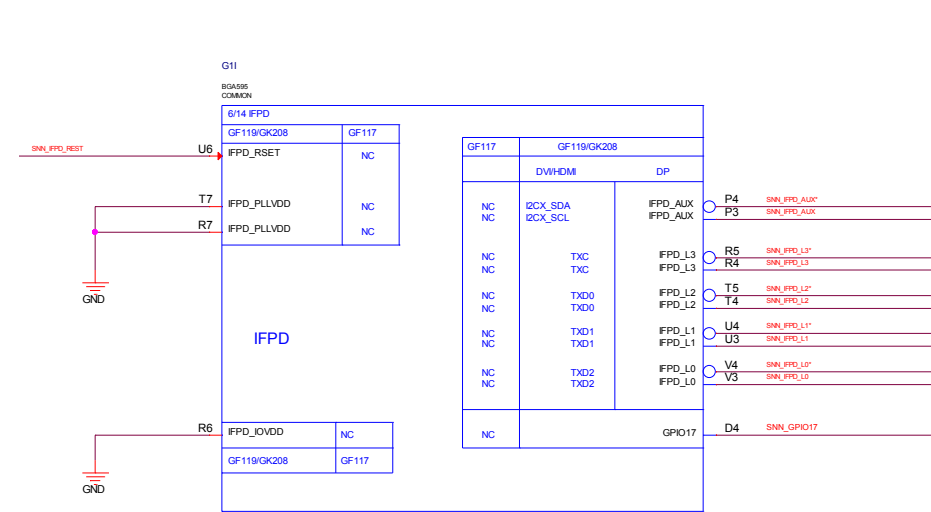 G1I
BGA595
COMMON
6/14 IFPD
GF119/GK208 GF117
SNN_IFPD_REST U6 IFPD_RSET NC
T7 IFPD_PLLVDD NC
R7 IFPD_PLLVDD NC
GND
IFPD
R6 IFPD_IOVDD NC
GF119/GK208 GF117
GND
GF117 GF119/GK208
DVI/HDMI DP
NC I2CX_SDA IFPD_AUX P4 SNN_IFPD_AUX*
NC I2CX_SCL IFPD_AUX P3 SNN_IFPD_AUX
NC TXC IFPD_L3 R5 SNN_IFPD_L3*
NC TXC IFPD_L3 R4 SNN_IFPD_L3
NC TXD0 IFPD_L2 T5 SNN_IFPD_L2*
NC TXD0 IFPD_L2 T4 SNN_IFPD_L2
NC TXD1 IFPD_L1 U4 SNN_IFPD_L1*
NC TXD1 IFPD_L1 U3 SNN_IFPD_L1
NC TXD2 IFPD_L0 V4 SNN_IFPD_L0*
NC TXD2 IFPD_L0 V3 SNN_IFPD_L0
NC GPIO17 D4 SNN_GPIO17